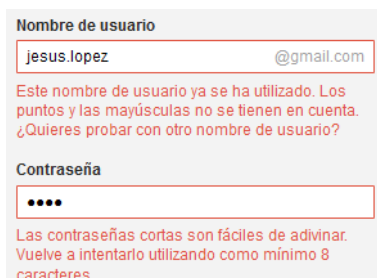 Nombre de usuario
jesus.lopez @gmail.com
Este nombre de usuario ya se ha utilizado. Los
puntos y las mayúsculas no se tienen en cuenta.
¿Quieres probar con otro nombre de usuario?
Contraseña
••••
Las contraseñas cortas son fáciles de adivinar.
Vuelve a intentarlo utilizando como mínimo 8
caracteres.